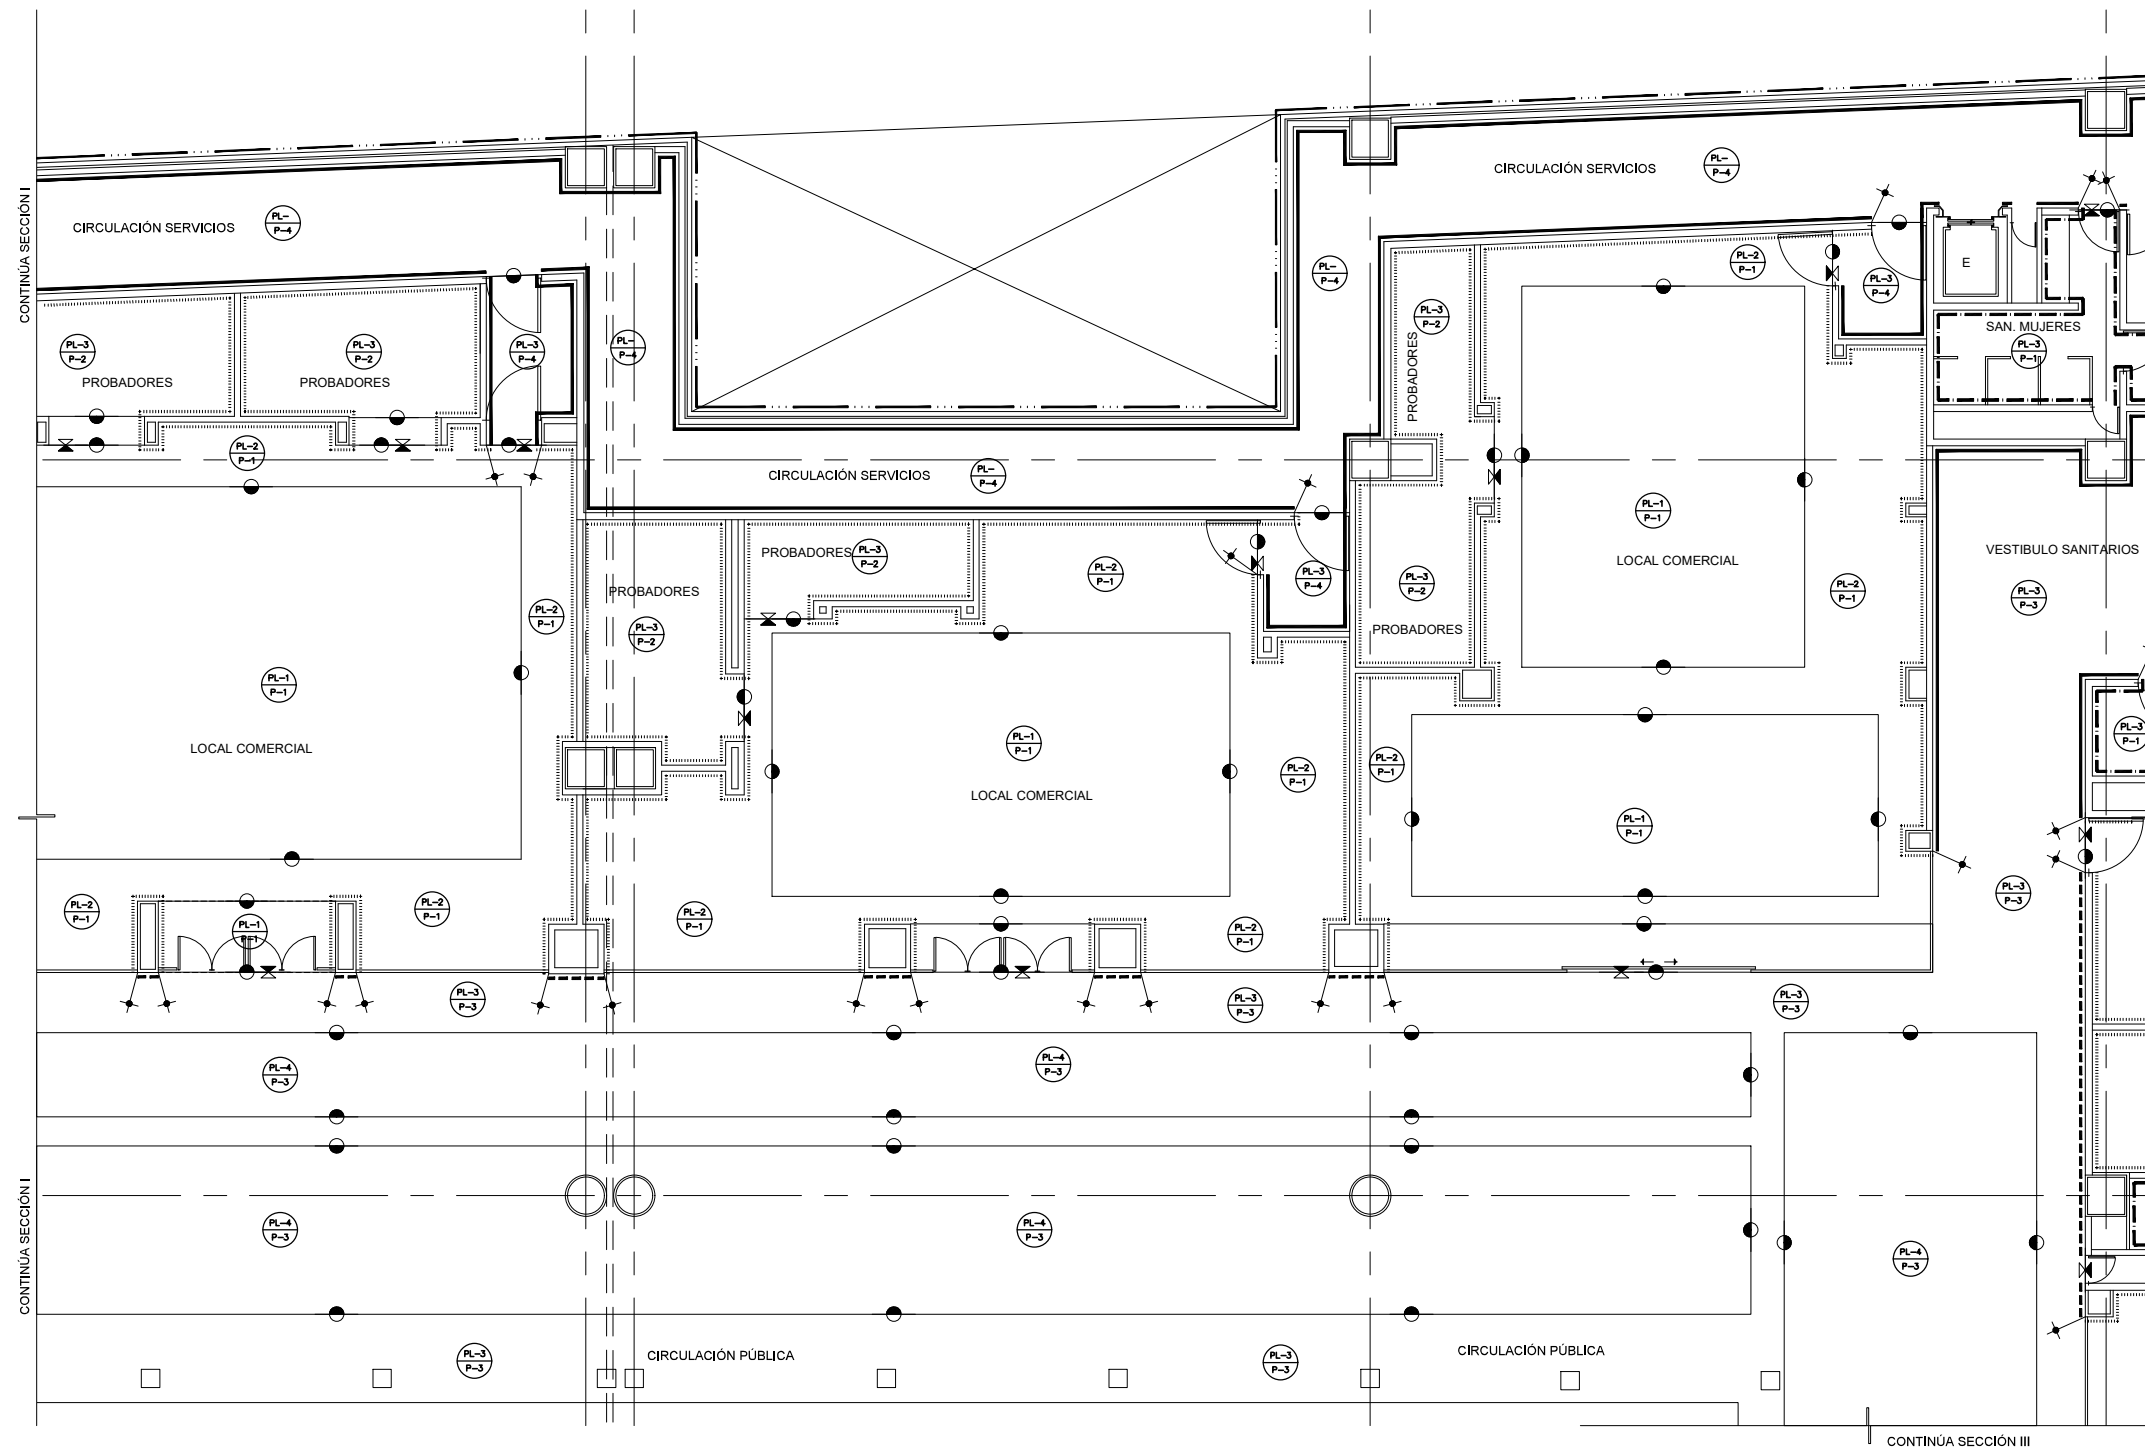 CIRCULACIÓN SERVICIOS
PL-
P-4
CONTINÚA SECCIÓN I
CIRCULACIÓN SERVICIOS
PL-
P-4
PL-2
P-1
E
PL-
P-4
PL-3
P-4
PL-3
P-2
SAN. MUJERES
PL-3
P-1
PL-3
P-2
PROBADORES
PL-3
P-2
PROBADORES
PL-3
P-4
PL-
P-4
PROBADORES
PL-2
P-1
CIRCULACIÓN SERVICIOS
PL-
P-4
PL-1
P-1
LOCAL COMERCIAL
VESTIBULO SANITARIOS
PROBADORES
PL-3
P-2
PL-2
P-1
PL-3
P-4
PL-3
P-2
PL-2
P-1
PL-3
P-3
PROBADORES
PL-3
P-2
PL-2
P-1
PROBADORES
PL-1
P-1
LOCAL COMERCIAL
PL-1
P-1
LOCAL COMERCIAL
PL-2
P-1
PL-2
P-1
PL-3
P-1
PL-1
P-1
PL-3
P-3
PL-2
P-1
PL-1
P-1
PL-2
P-1
PL-2
P-1
PL-2
P-1
PL-3
P-3
PL-3
P-3
PL-3
P-3
PL-4
P-3
PL-4
P-3
CONTINÚA SECCIÓN I
PL-4
P-3
PL-4
P-3
PL-4
P-3
PL-3
P-3
CIRCULACIÓN PÚBLICA
PL-3
P-3
CIRCULACIÓN PÚBLICA
CONTINÚA SECCIÓN III